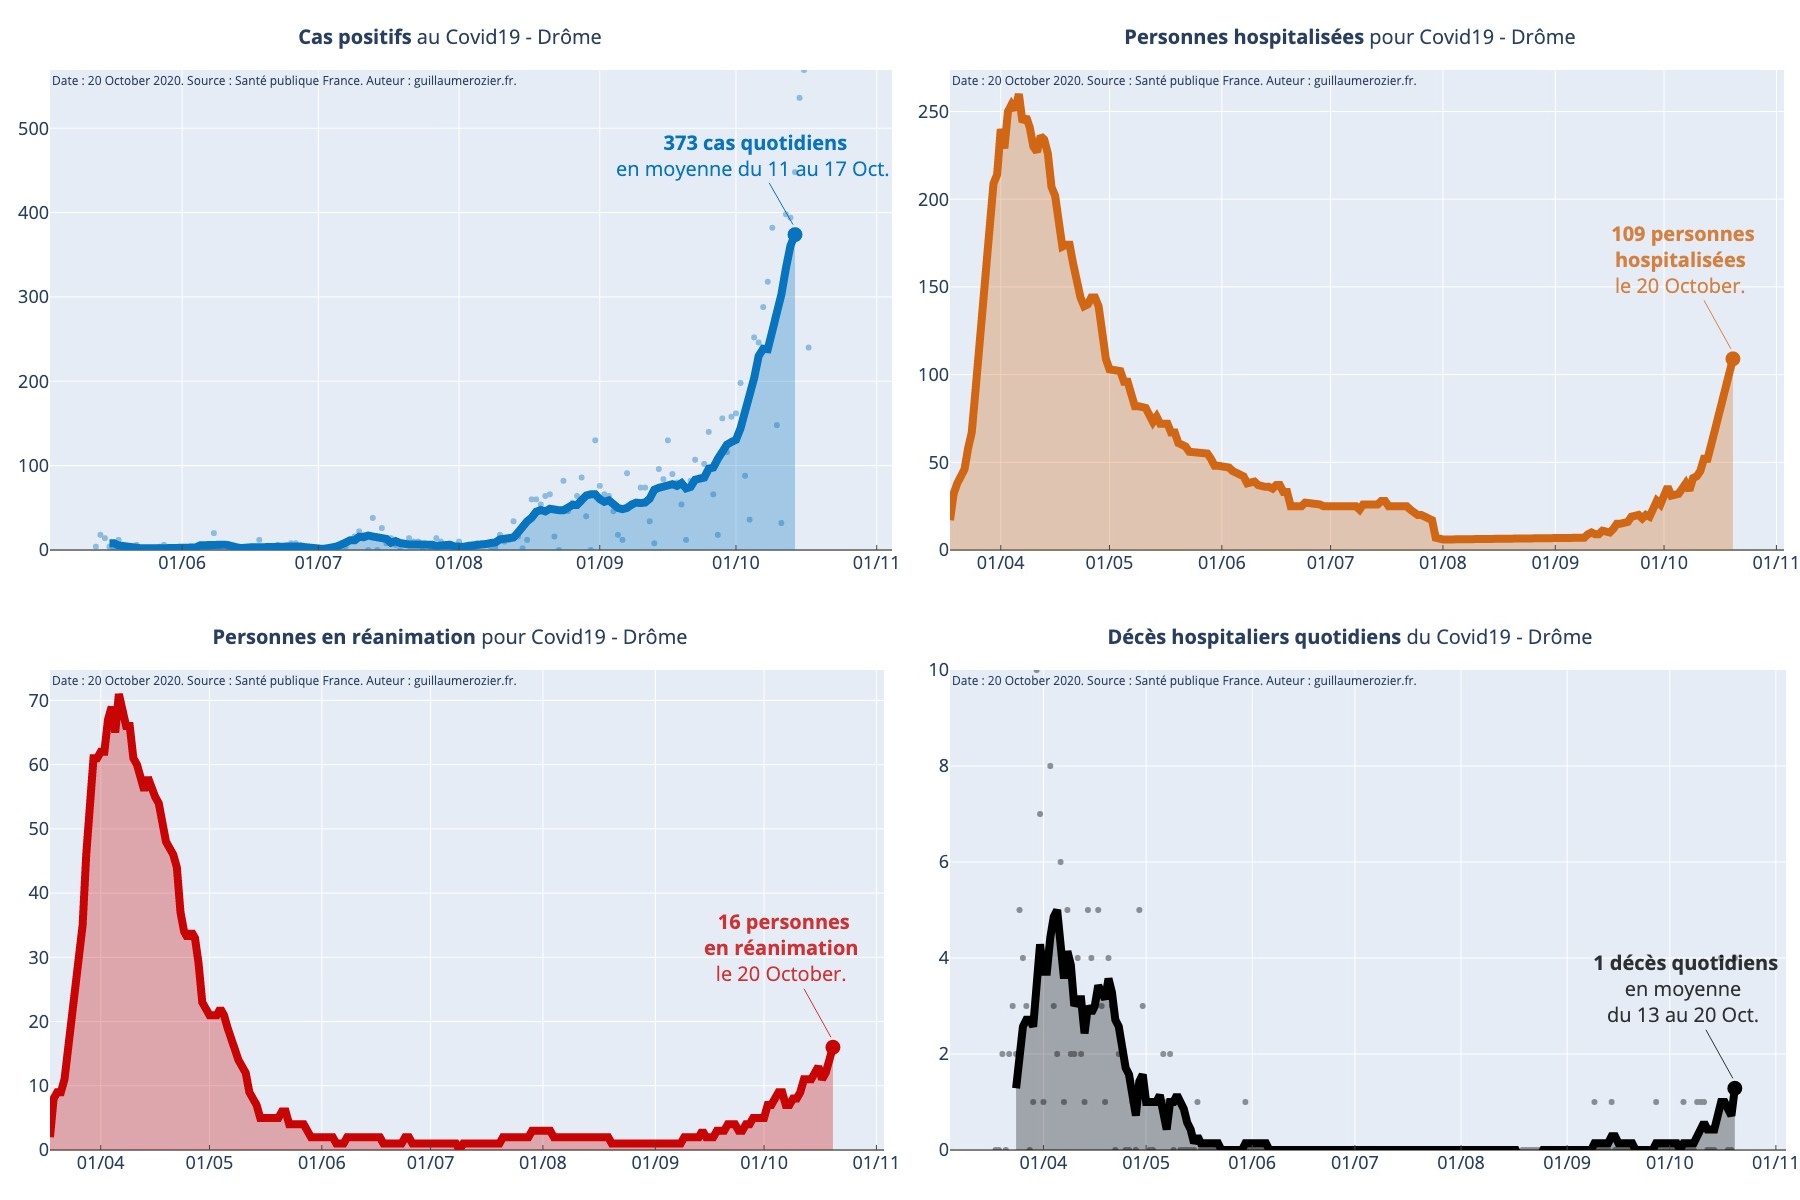 Cas positifs au Covid19 - Drôme
Date : 20 October 2020. Source : Santé publique France. Auteur : guillaumerozier.fr.
500
400
300
200
100
0
373 cas quotidiens
en moyenne du 11 au 17 Oct.
01/06 01/07 01/08 01/09 01/10 01/11
Personnes hospitalisées pour Covid19 - Drôme
Date : 20 October 2020. Source : Santé publique France. Auteur : guillaumerozier.fr.
250
200
150
100
50
0
109 personnes
hospitalisées
le 20 October.
01/04 01/05 01/06 01/07 01/08 01/09 01/10 01/11
Personnes en réanimation pour Covid19 - Drôme
Date : 20 October 2020. Source : Santé publique France. Auteur : guillaumerozier.fr.
70
60
50
40
30
20
10
0
16 personnes
en réanimation
le 20 October.
01/04 01/05 01/06 01/07 01/08 01/09 01/10 01/11
Décès hospitaliers quotidiens du Covid19 - Drôme
Date : 20 October 2020. Source : Santé publique France. Auteur : guillaumerozier.fr.
10
8
6
4
2
0
1 décès quotidiens
en moyenne
du 13 au 20 Oct.
01/04 01/05 01/06 01/07 01/08 01/09 01/10 01/11